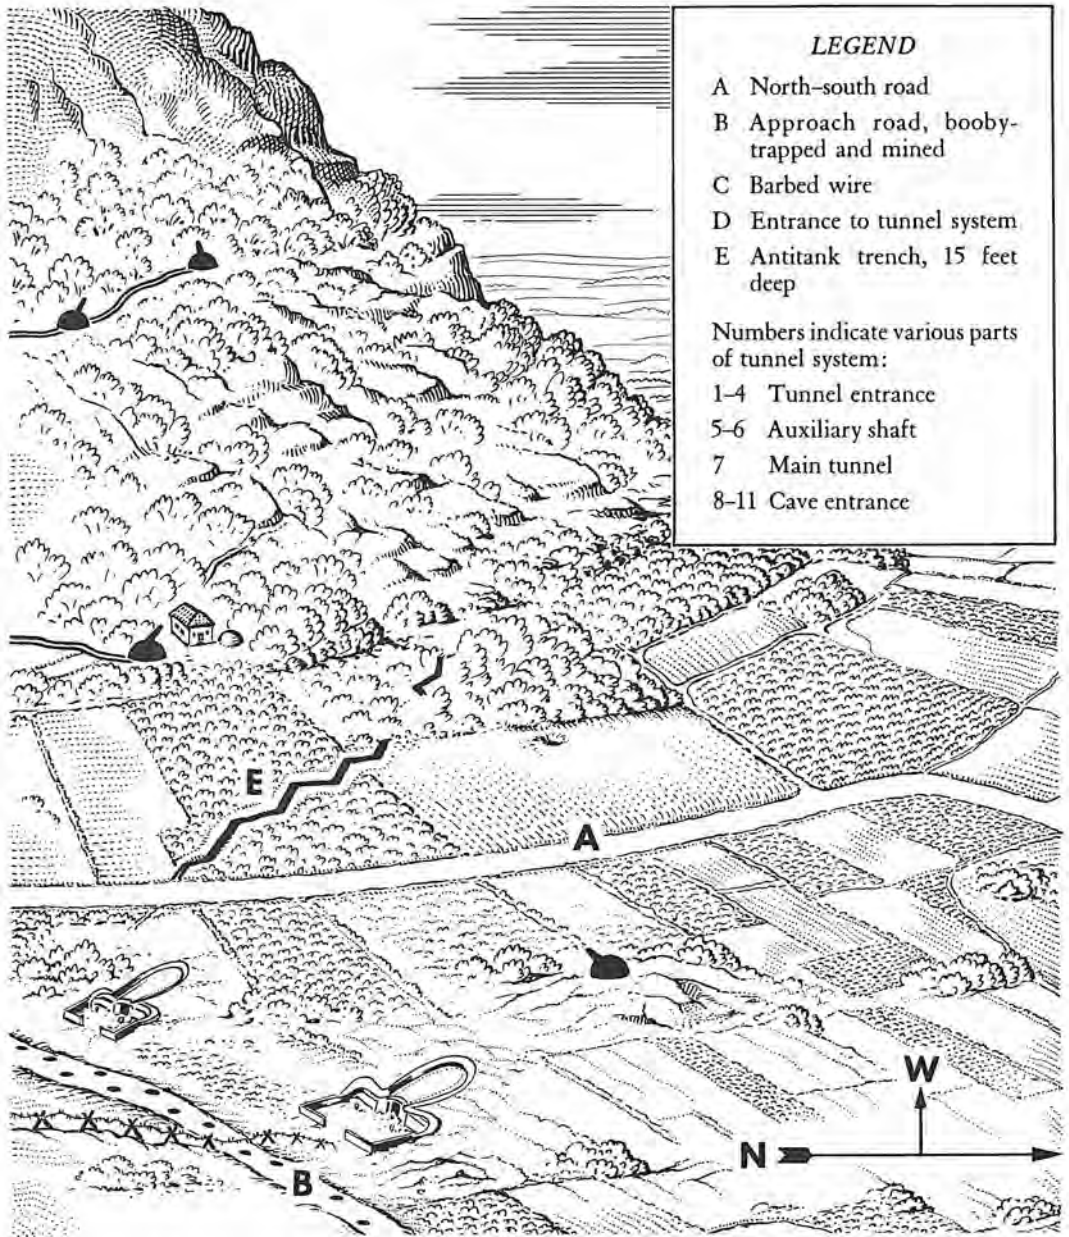 LEGEND
A North–south road
B Approach road, booby-
trapped and mined
C Barbed wire
D Entrance to tunnel system
E Antitank trench, 15 feet
deep
Numbers indicate various parts
of tunnel system:
1–4 Tunnel entrance
5–6 Auxiliary shaft
7 Main tunnel
8–11 Cave entrance
E
A
W
N
B